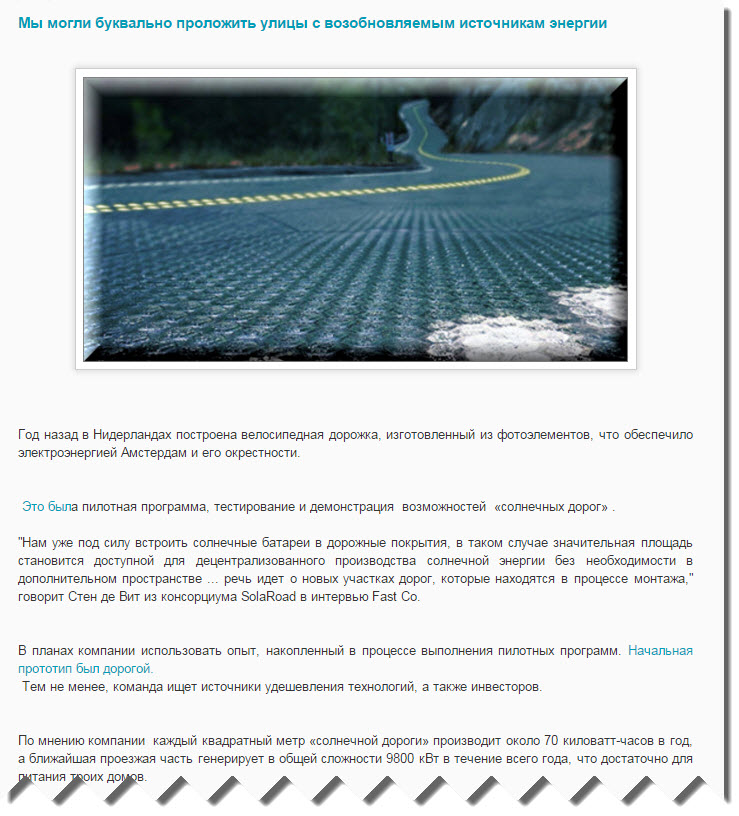 Мы могли буквально проложить улицы с возобновляемым источникам энергии
Год назад в Нидерландах построена велосипедная дорожка, изготовленный из фотоэлементов, что обеспечило
электроэнергией Амстердам и его окрестности.
Это была пилотная программа, тестирование и демонстрация возможностей «солнечных дорог» .
"Нам уже под силу встроить солнечные батареи в дорожные покрытия, в таком случае значительная площадь
становится доступной для децентрализованного производства солнечной энергии без необходимости в
дополнительном пространстве ... речь идет о новых участках дорог, которые находятся в процессе монтажа,"
говорит Стен де Вит из консорциума SolaRoad в интервью Fast Co.
В планах компании использовать опыт, накопленный в процессе выполнения пилотных программ. Начальная
прототип был дорогой.
Тем не менее, команда ищет источники удешевления технологий, а также инвесторов.
По мнению компании каждый квадратный метр «солнечной дороги» производит около 70 киловатт-часов в год,
а ближайшая проезжая часть генерирует в общей сложности 9800 кВт в течение всего года, что достаточно для
питания троих домов.